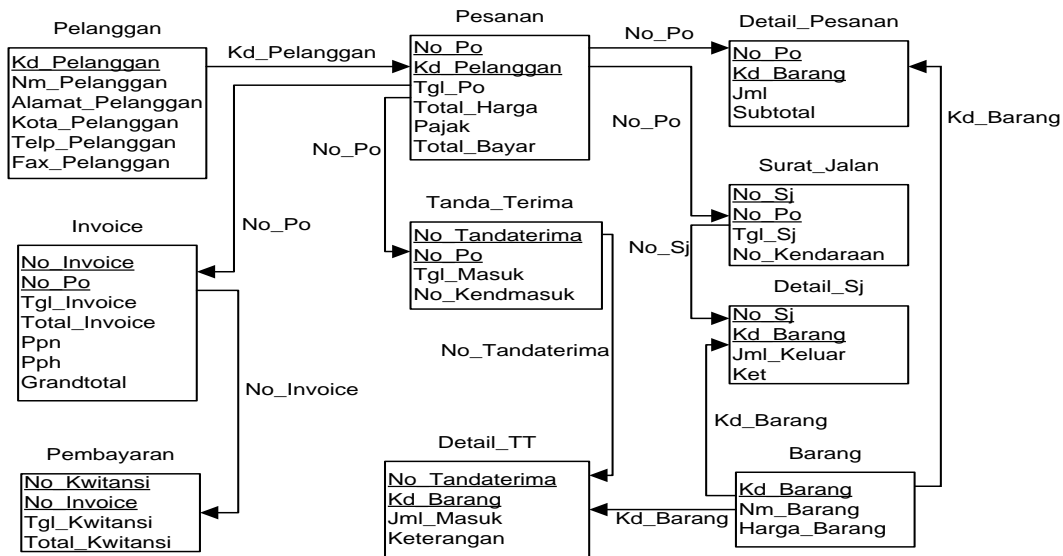 Pelanggan
Kd_Pelanggan
Nm_Pelanggan
Alamat_Pelanggan
Kota_Pelanggan
Telp_Pelanggan
Fax_Pelanggan
Kd_Pelanggan
Pesanan
No_Po
Kd_Pelanggan
Tgl_Po
Total_Harga
Pajak
Total_Bayar
No_Po
Detail_Pesanan
No_Po
Kd_Barang
Jml
Subtotal
No_Po
Kd_Barang
No_Po
No_Po
Surat_Jalan
No_Sj
No_Po
Tgl_Sj
No_Kendaraan
No_Sj
Invoice
No_Invoice
No_Po
Tgl_Invoice
Total_Invoice
Ppn
Pph
Grandtotal
Tanda_Terima
No_Tandaterima
No_Po
Tgl_Masuk
No_Kendmasuk
Detail_Sj
No_Sj
Kd_Barang
Jml_Keluar
Ket
No_Tandaterima
No_Invoice
Kd_Barang
Pembayaran
No_Kwitansi
No_Invoice
Tgl_Kwitansi
Total_Kwitansi
Detail_TT
No_Tandaterima
Kd_Barang
Jml_Masuk
Keterangan
Kd_Barang
Barang
Kd_Barang
Nm_Barang
Harga_Barang